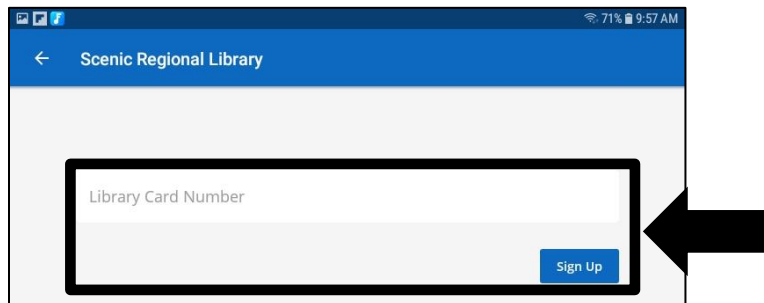 71% 9:57 AM
Scenic Regional Library
Library Card Number
Sign Up